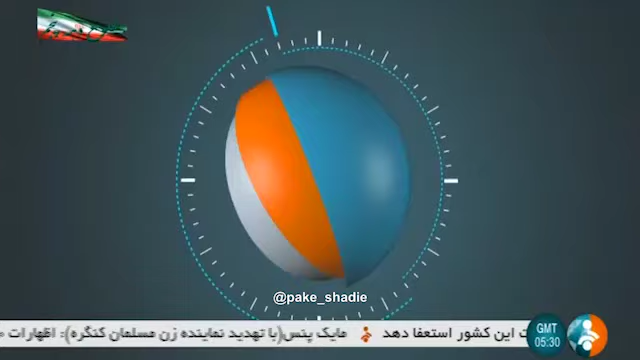 @pake_shadie
ت این کشور استعفا دهد مایک پنس(با تهدید نماینده زن مسلمان کنگره): اظهارات
GMT
05:30